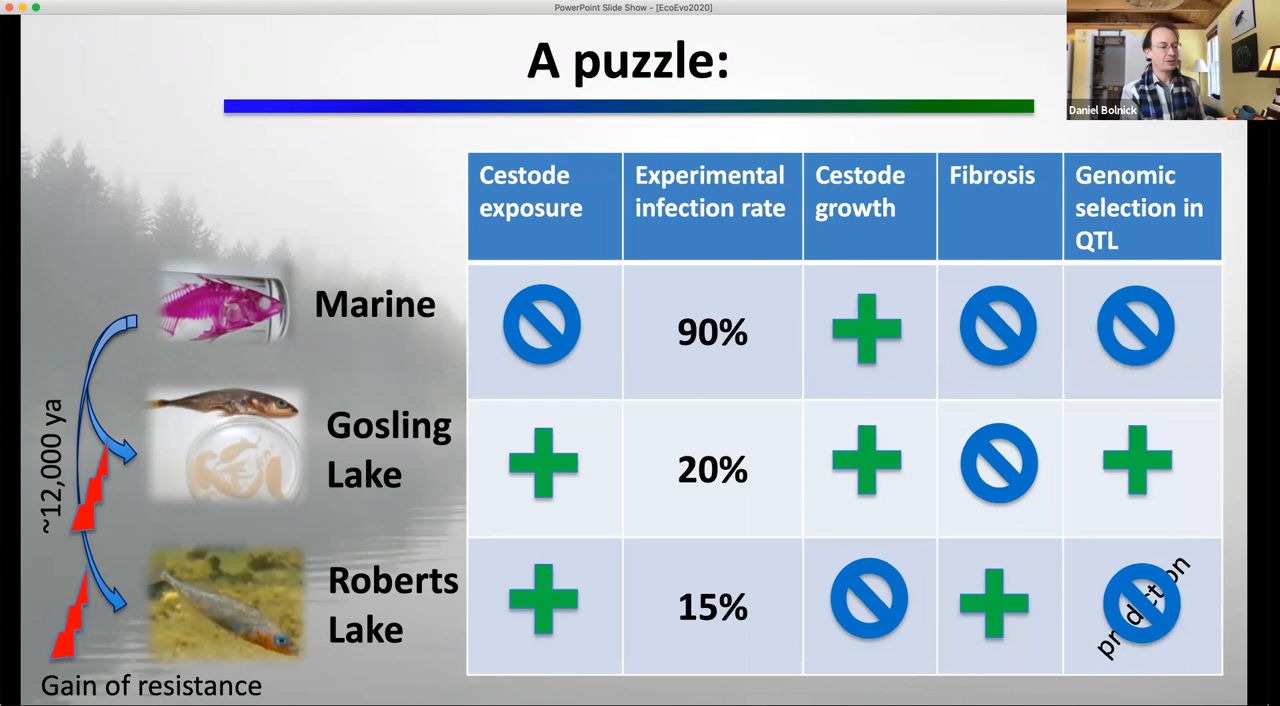 PowerPoint Slide Show - [EcoEvo2020]
A puzzle:
Daniel Bolnick
Cestode exposure
Experimental infection rate
Cestode growth
Fibrosis
Genomic selection in QTL
Marine
90%
~12,000 ya
Gosling
Lake
20%
Roberts
Lake
15%
Gain of resistance